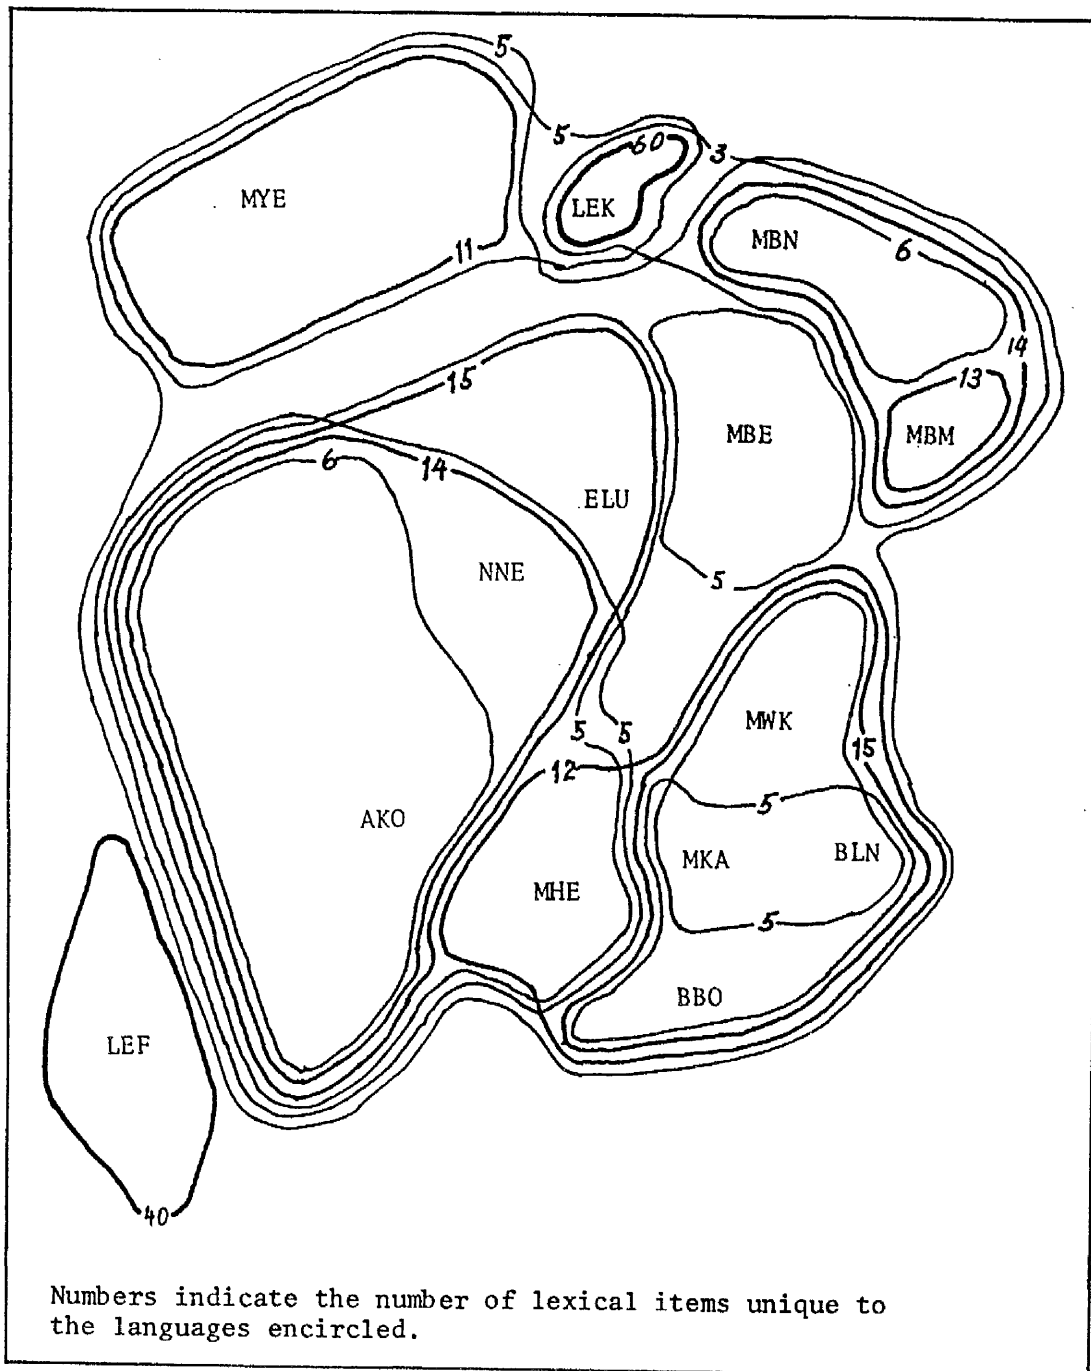 5
5
60
3
MYE
LEK
MBN
11
6
14
15
13
MBE
MBM
6
14
ELU
NNE
5
MWK
5
5
15
12
5
AKO
MKA
BLN
MHE
5
BBO
LEF
40
Numbers indicate the number of lexical items unique to
the languages encircled.